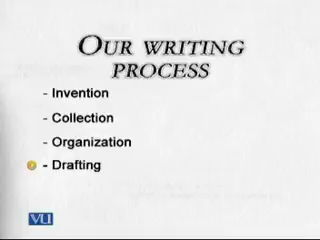 OUR WRITING
PROCESS
- Invention
- Collection
- Organization
- Drafting
VU